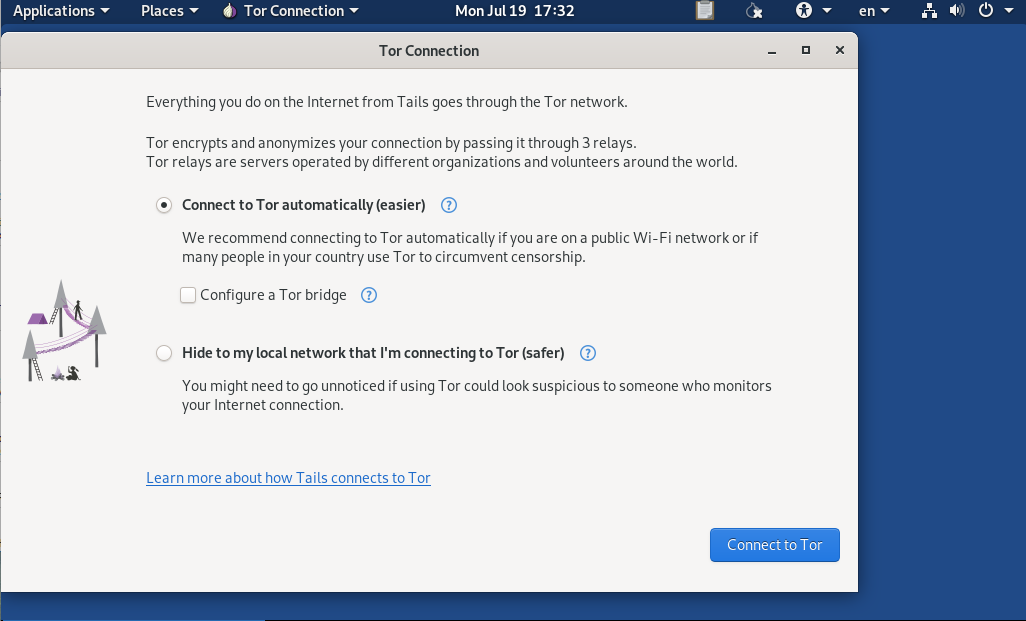 Applications Places Tor Connection Mon Jul 19 17:32 en
Tor Connection
Everything you do on the Internet from Tails goes through the Tor network.
Tor encrypts and anonymizes your connection by passing it through 3 relays.
Tor relays are servers operated by different organizations and volunteers around the world.
Connect to Tor automatically (easier) ?
We recommend connecting to Tor automatically if you are on a public Wi-Fi network or if
many people in your country use Tor to circumvent censorship.
Configure a Tor bridge ?
Hide to my local network that I'm connecting to Tor (safer) ?
You might need to go unnoticed if using Tor could look suspicious to someone who monitors
your Internet connection.
Learn more about how Tails connects to Tor
Connect to Tor